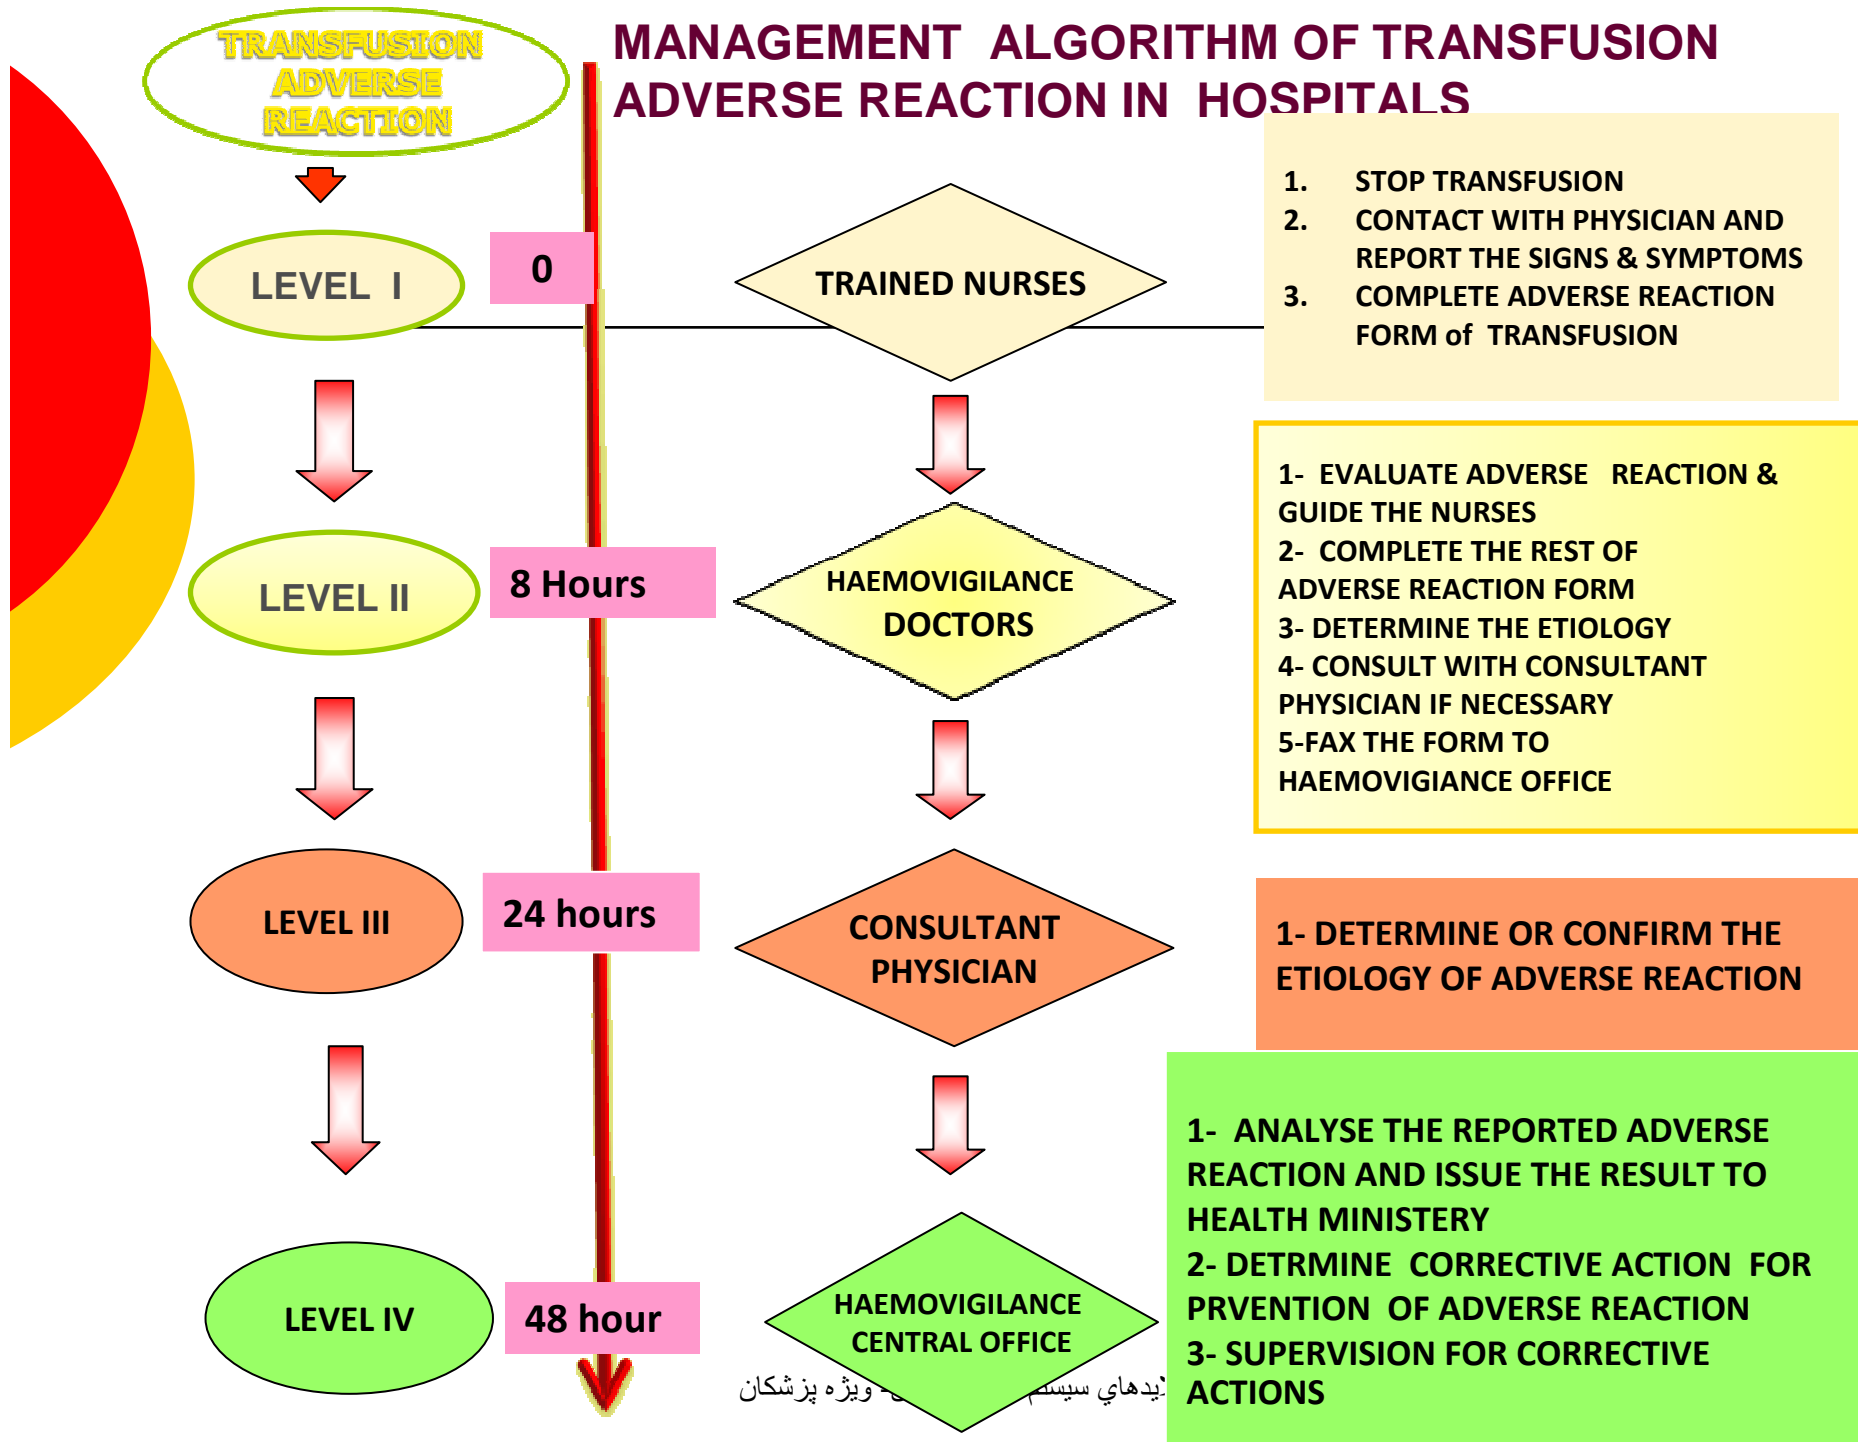 TRANSFUSION
ADVERSE
REACTION
MANAGEMENT ALGORITHM OF TRANSFUSION
ADVERSE REACTION IN HOSPITALS
LEVEL I
0
TRAINED NURSES
1. STOP TRANSFUSION
2. CONTACT WITH PHYSICIAN AND
REPORT THE SIGNS & SYMPTOMS
3. COMPLETE ADVERSE REACTION
FORM of TRANSFUSION
LEVEL II
8 Hours
HAEMOVIGILANCE
DOCTORS
1- EVALUATE ADVERSE REACTION &
GUIDE THE NURSES
2- COMPLETE THE REST OF
ADVERSE REACTION FORM
3- DETERMINE THE ETIOLOGY
4- CONSULT WITH CONSULTANT
PHYSICIAN IF NECESSARY
5-FAX THE FORM TO
HAEMOVIGIANCE OFFICE
LEVEL III
24 hours
CONSULTANT
PHYSICIAN
1- DETERMINE OR CONFIRM THE
ETIOLOGY OF ADVERSE REACTION
LEVEL IV
48 hour
HAEMOVIGILANCE
CENTRAL OFFICE
1- ANALYSE THE REPORTED ADVERSE
REACTION AND ISSUE THE RESULT TO
HEALTH MINISTERY
2- DETRMINE CORRECTIVE ACTION FOR
PRVENTION OF ADVERSE REACTION
3- SUPERVISION FOR CORRECTIVE
ACTIONS
ويژه پزشكان